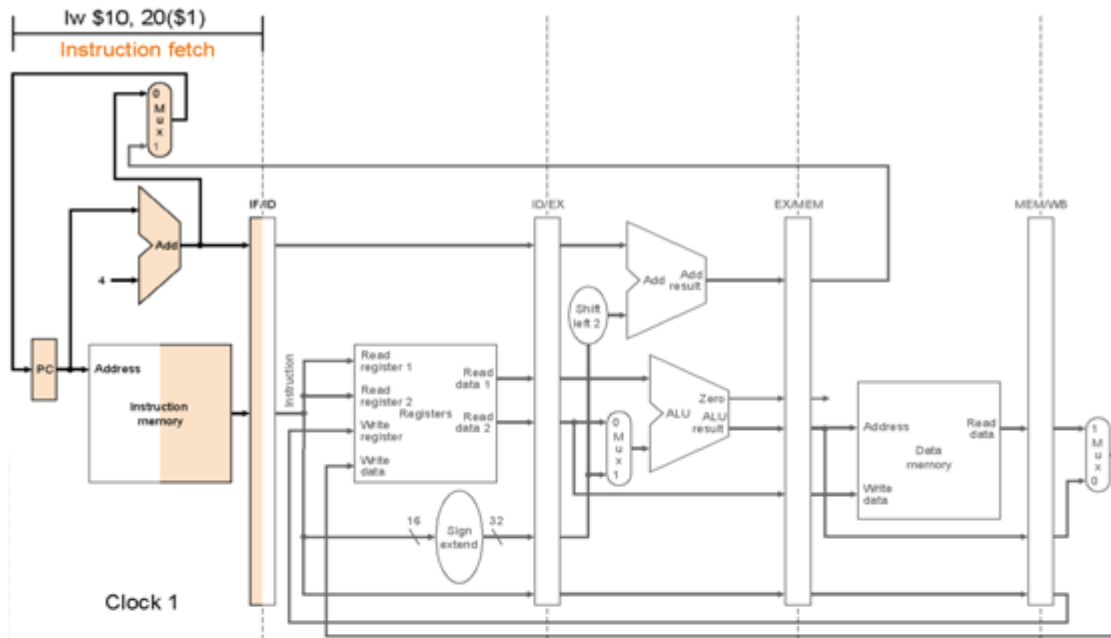 lw $10, 20($1)
Instruction fetch
0
M
u
x
1
IF/ID
ID/EX
EX/MEM
MEM/WB
Add
4
Add
Add
result
Shift
left 2
PC
Address
Instruction
memory
Instruction
Read
register 1
Read
register 2
Write
register
Write
data
Registers
Read
data 1
Read
data 2
0
M
u
x
1
ALU
Zero
ALU
result
Address
Write
data
Data
memory
Read
data
1
M
u
x
0
16
Sign
extend
32
Clock 1